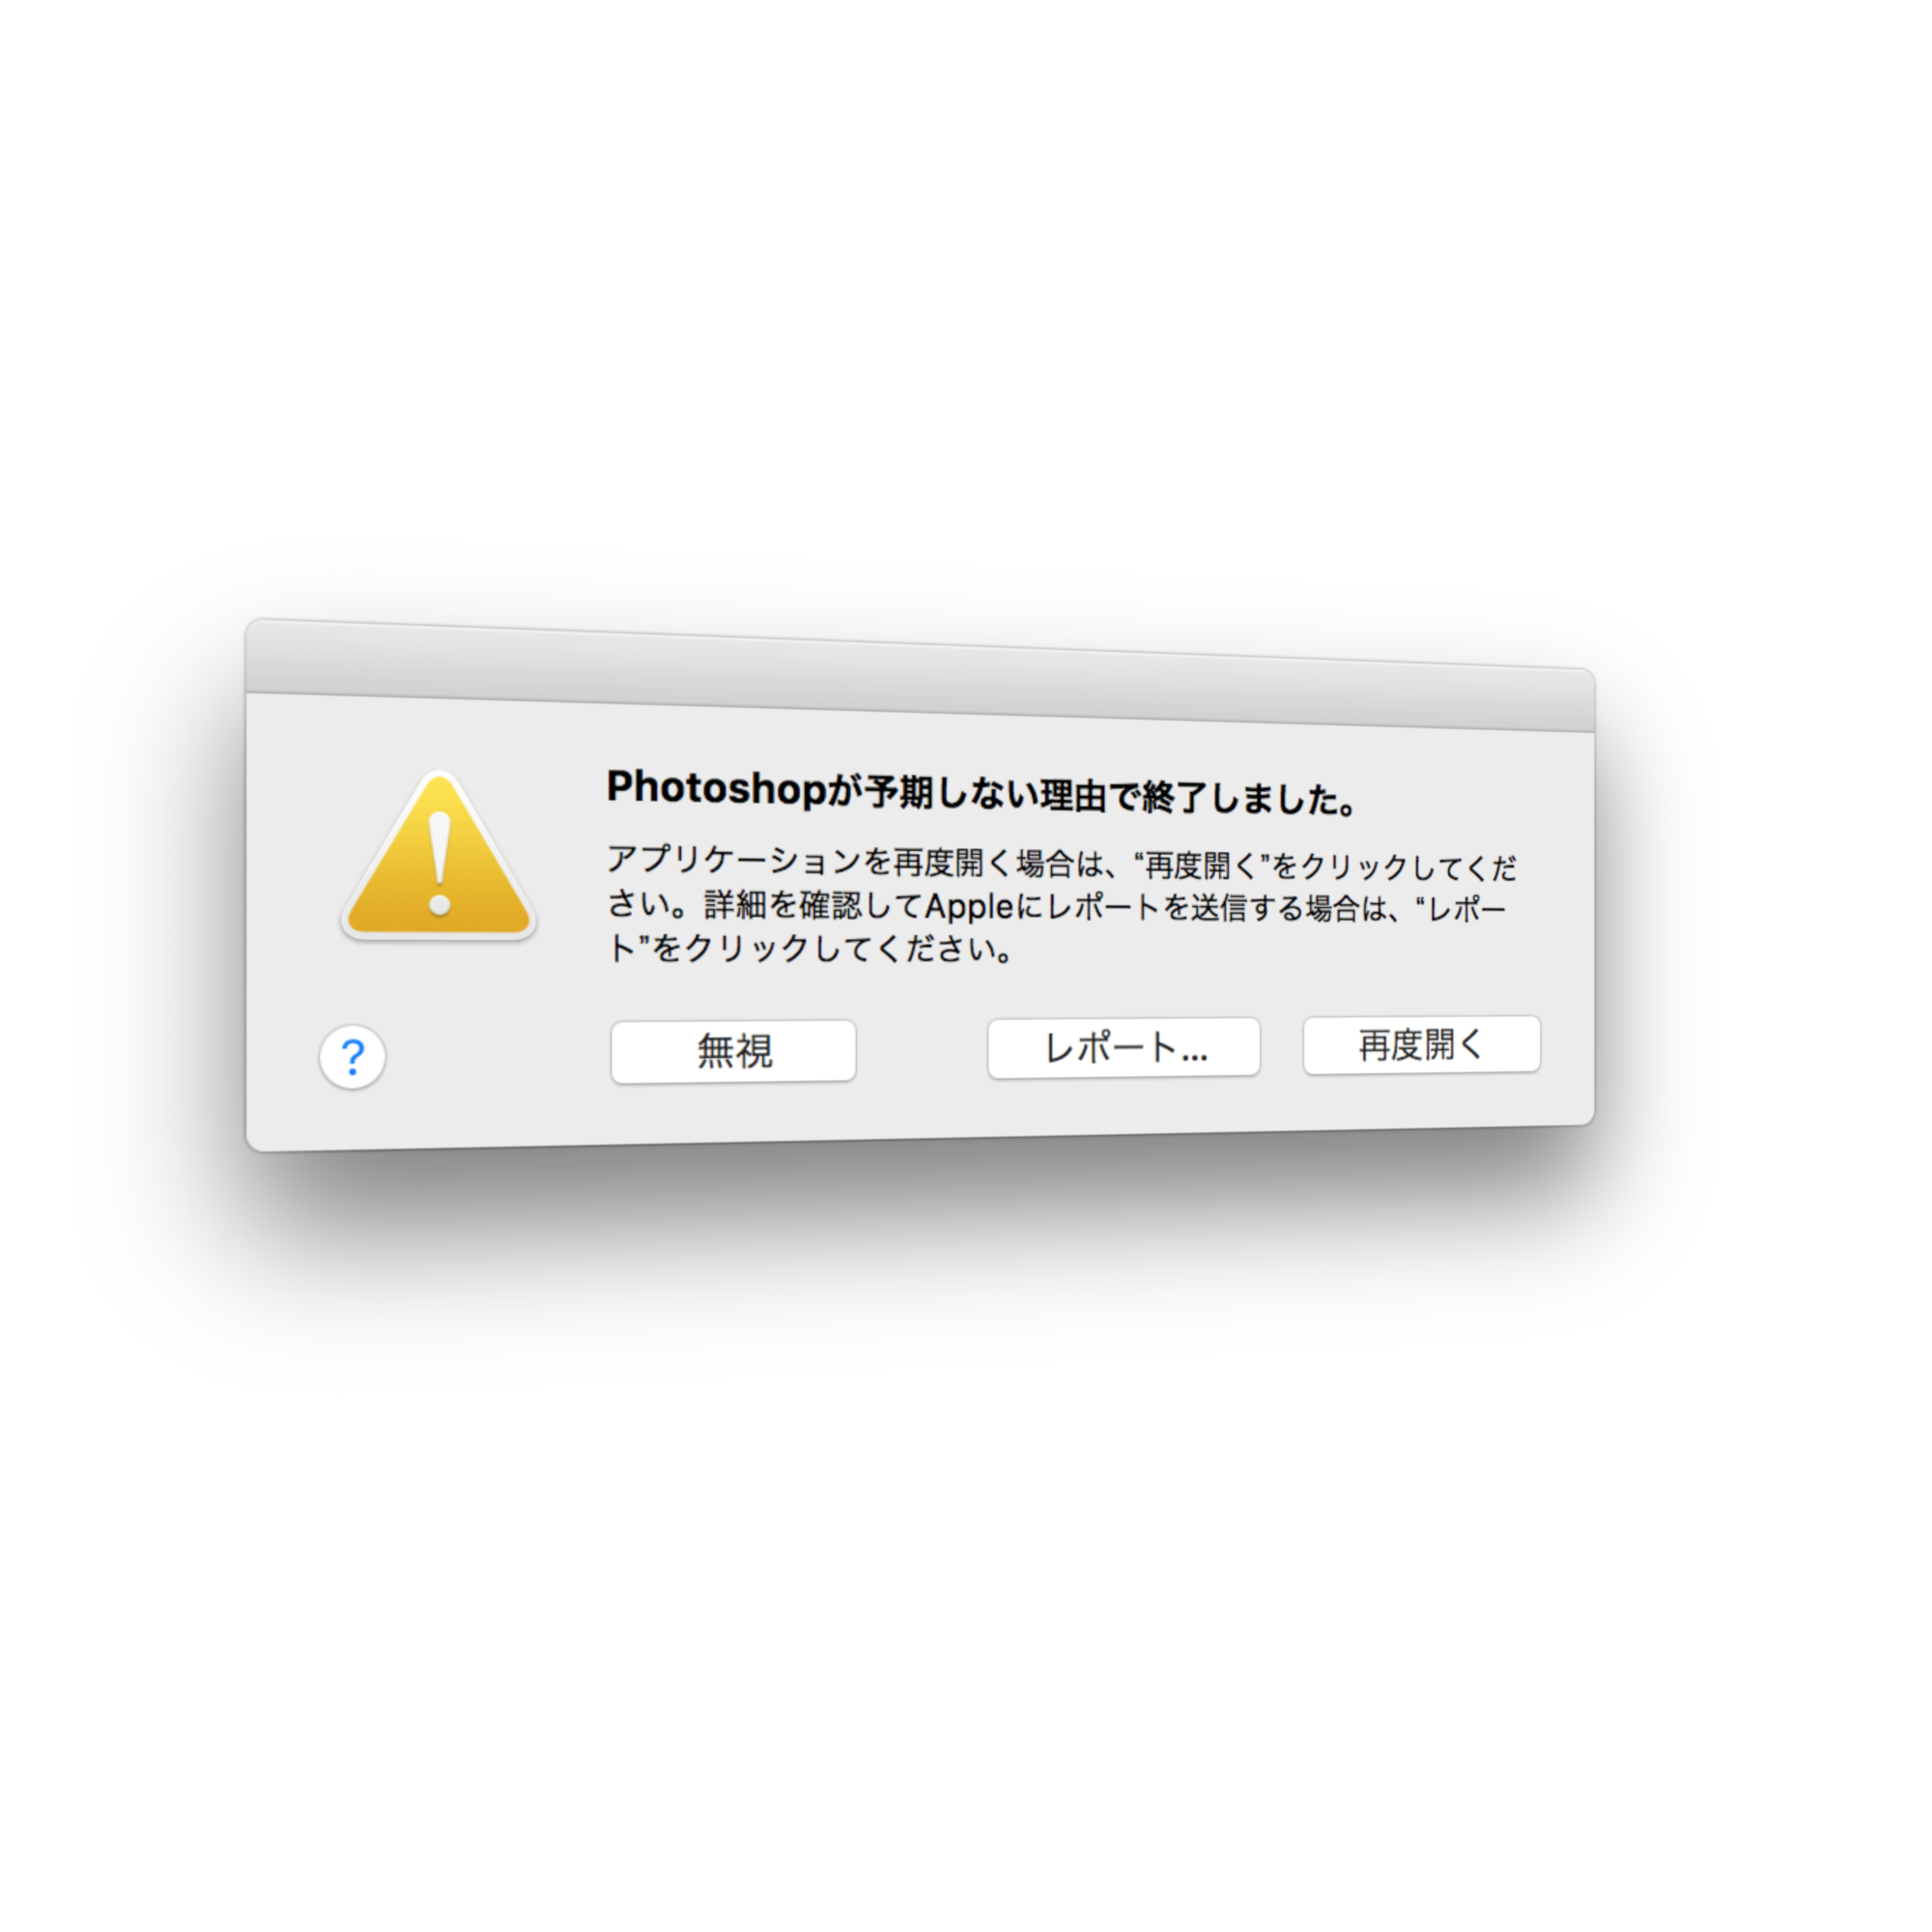 Photoshopが予期しない理由で終了しました。
アプリケーションを再度開く場合は、“再度開く”をクリックしてくだ
さい。詳細を確認してAppleにレポートを送信する場合は、“レポー
ト”をクリックしてください。
?
無視
レポート...
再度開く